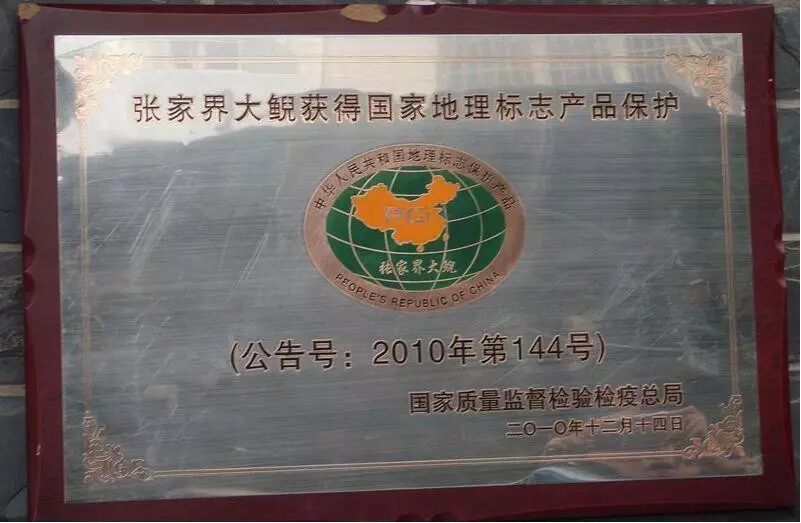 张家界大鲵获得国家地理标志产品保护
中华人民共和国地理标志保护产品
PGI
张家界大鲵
PEOPLE'S REPUBLIC OF CHINA
(公告号：2010年第144号)
国家质量监督检验检疫总局
二〇一〇年十二月十四日